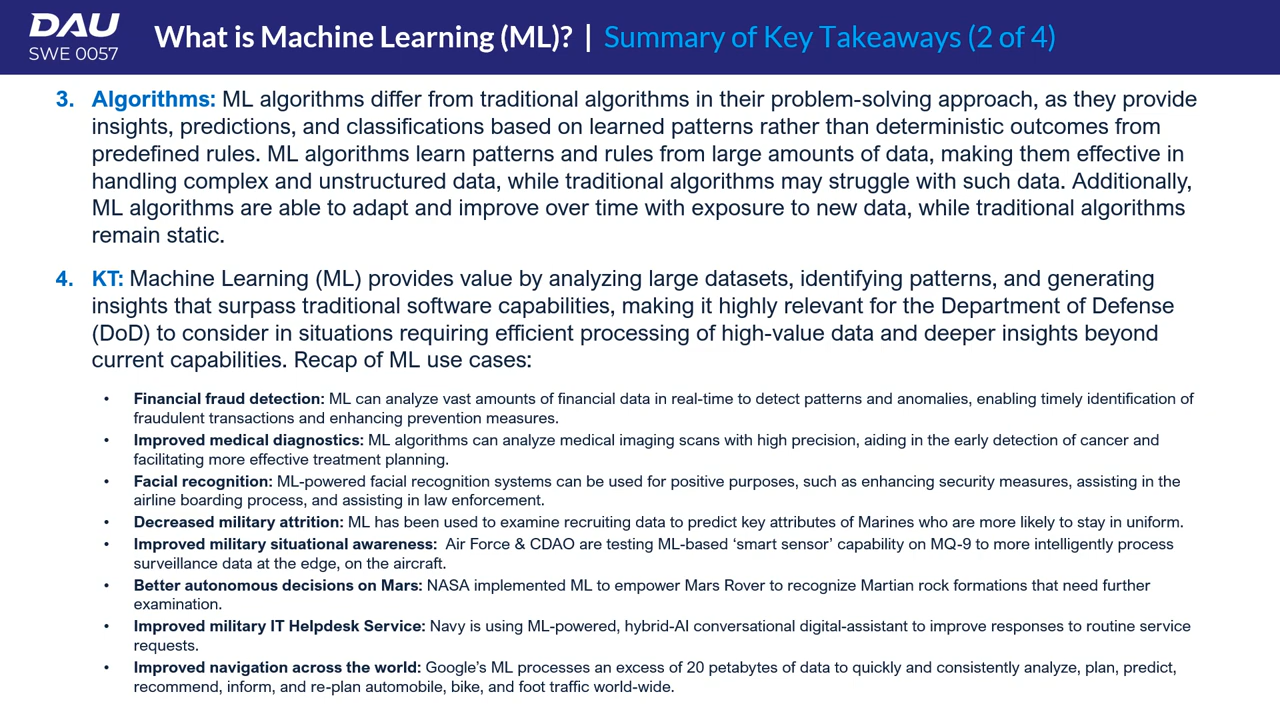 DAU
SWE 0057
What is Machine Learning (ML)? | Summary of Key Takeaways (2 of 4)
3. Algorithms: ML algorithms differ from traditional algorithms in their problem-solving approach, as they provide
insights, predictions, and classifications based on learned patterns rather than deterministic outcomes from
predefined rules. ML algorithms learn patterns and rules from large amounts of data, making them effective in
handling complex and unstructured data, while traditional algorithms may struggle with such data. Additionally,
ML algorithms are able to adapt and improve over time with exposure to new data, while traditional algorithms
remain static.
4. KT: Machine Learning (ML) provides value by analyzing large datasets, identifying patterns, and generating
insights that surpass traditional software capabilities, making it highly relevant for the Department of Defense
(DoD) to consider in situations requiring efficient processing of high-value data and deeper insights beyond
current capabilities. Recap of ML use cases:
• Financial fraud detection: ML can analyze vast amounts of financial data in real-time to detect patterns and anomalies, enabling timely identification of
fraudulent transactions and enhancing prevention measures.
• Improved medical diagnostics: ML algorithms can analyze medical imaging scans with high precision, aiding in the early detection of cancer and
facilitating more effective treatment planning.
• Facial recognition: ML-powered facial recognition systems can be used for positive purposes, such as enhancing security measures, assisting in the
airline boarding process, and assisting in law enforcement.
• Decreased military attrition: ML has been used to examine recruiting data to predict key attributes of Marines who are more likely to stay in uniform.
• Improved military situational awareness: Air Force & CDAO are testing ML-based ‘smart sensor’ capability on MQ-9 to more intelligently process
surveillance data at the edge, on the aircraft.
• Better autonomous decisions on Mars: NASA implemented ML to empower Mars Rover to recognize Martian rock formations that need further
examination.
• Improved military IT Helpdesk Service: Navy is using ML-powered, hybrid-AI conversational digital-assistant to improve responses to routine service
requests.
• Improved navigation across the world: Google’s ML processes an excess of 20 petabytes of data to quickly and consistently analyze, plan, predict,
recommend, inform, and re-plan automobile, bike, and foot traffic world-wide.